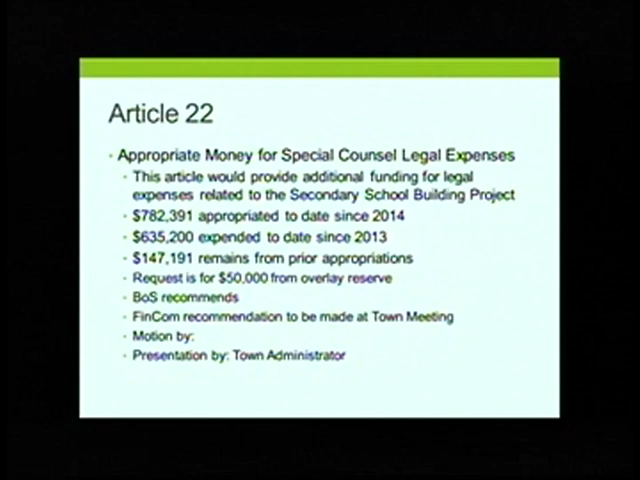 Article 22
• Appropriate Money for Special Counsel Legal Expenses
• This article would provide additional funding for legal
expenses related to the Secondary School Building Project
• $782,391 appropriated to date since 2014
• $635,200 expended to date since 2013
• $147,191 remains from prior appropriations
• Request is for $50,000 from overlay reserve
• BoS recommends
• FinCom recommendation to be made at Town Meeting
• Motion by:
• Presentation by: Town Administrator